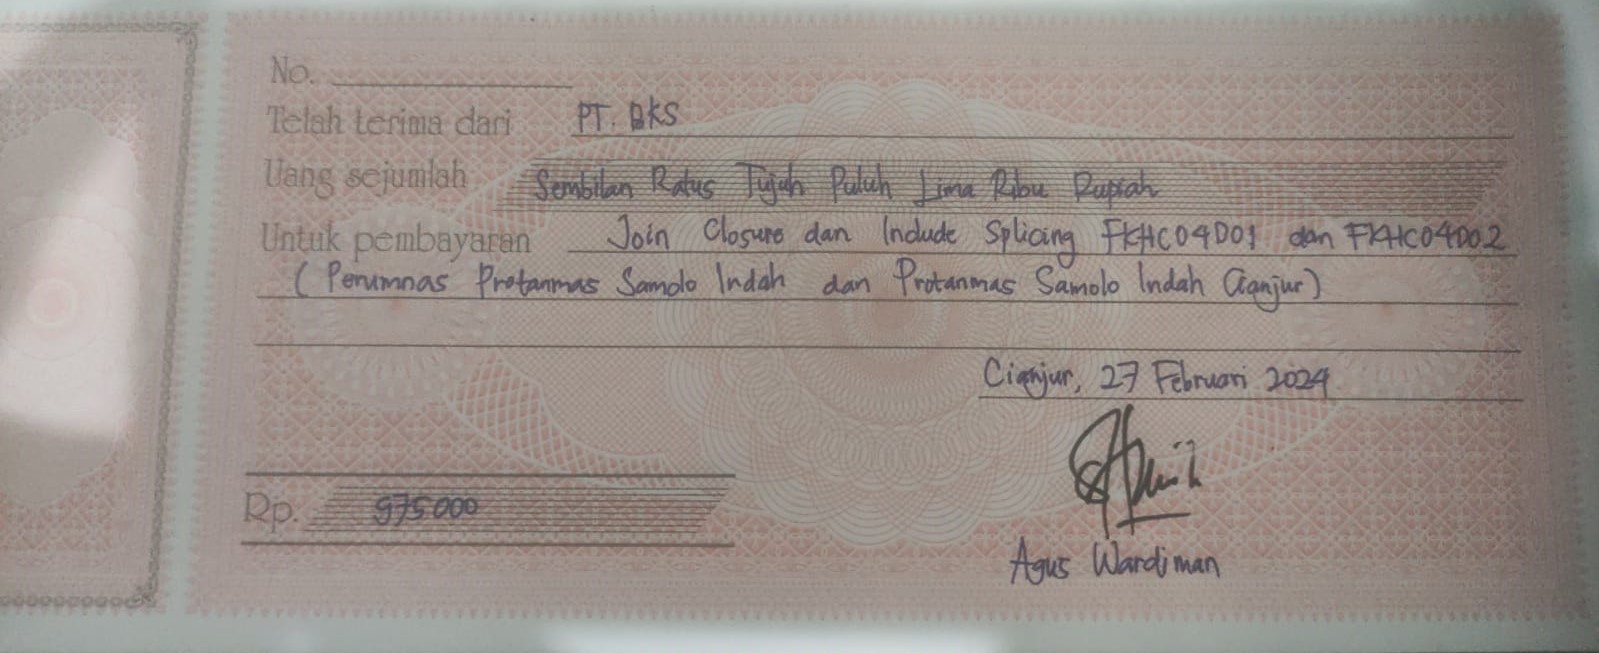 No.
Telah terima dari PT. BKS
Uang sejumlah Sembilan Ratus Tujuh Puluh Lima Ribu Rupiah
Untuk pembayaran Join Closure dan Include Splicing FKHC04D01 dan FKHC04D02
( Perumnas Protanmas Samolo Indah dan Protanmas Samolo Indah Cianjur )
Cianjur, 27 Februari 2024
Rp. 975.000
Agus Wardiman